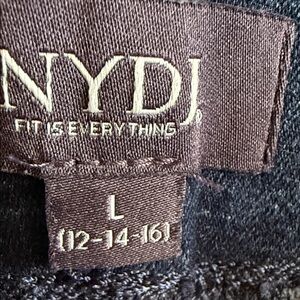 NYDJ®
FIT IS EVERYTHING
L
(12-14-16)